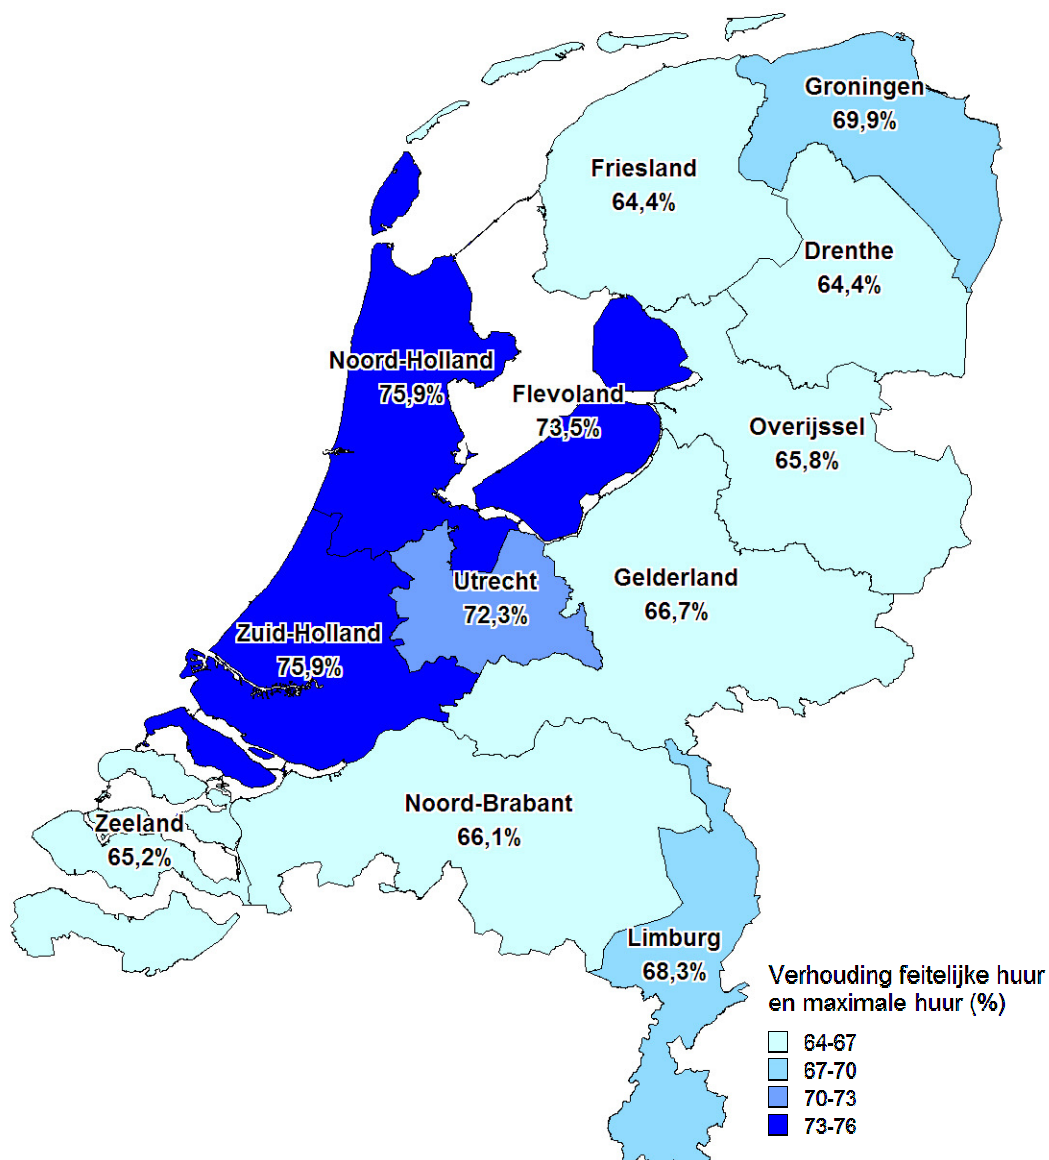 Groningen
69,9%
Friesland
64,4%
Drenthe
64,4%
Noord-Holland
75,9%
Flevoland
73,5%
Overijssel
65,8%
Utrecht
72,3%
Gelderland
66,7%
Zuid-Holland
75,9%
Noord-Brabant
66,1%
Zeeland
65,2%
Limburg
68,3%
Verhouding feitelijke huur
en maximale huur (%)
64-67
67-70
70-73
73-76